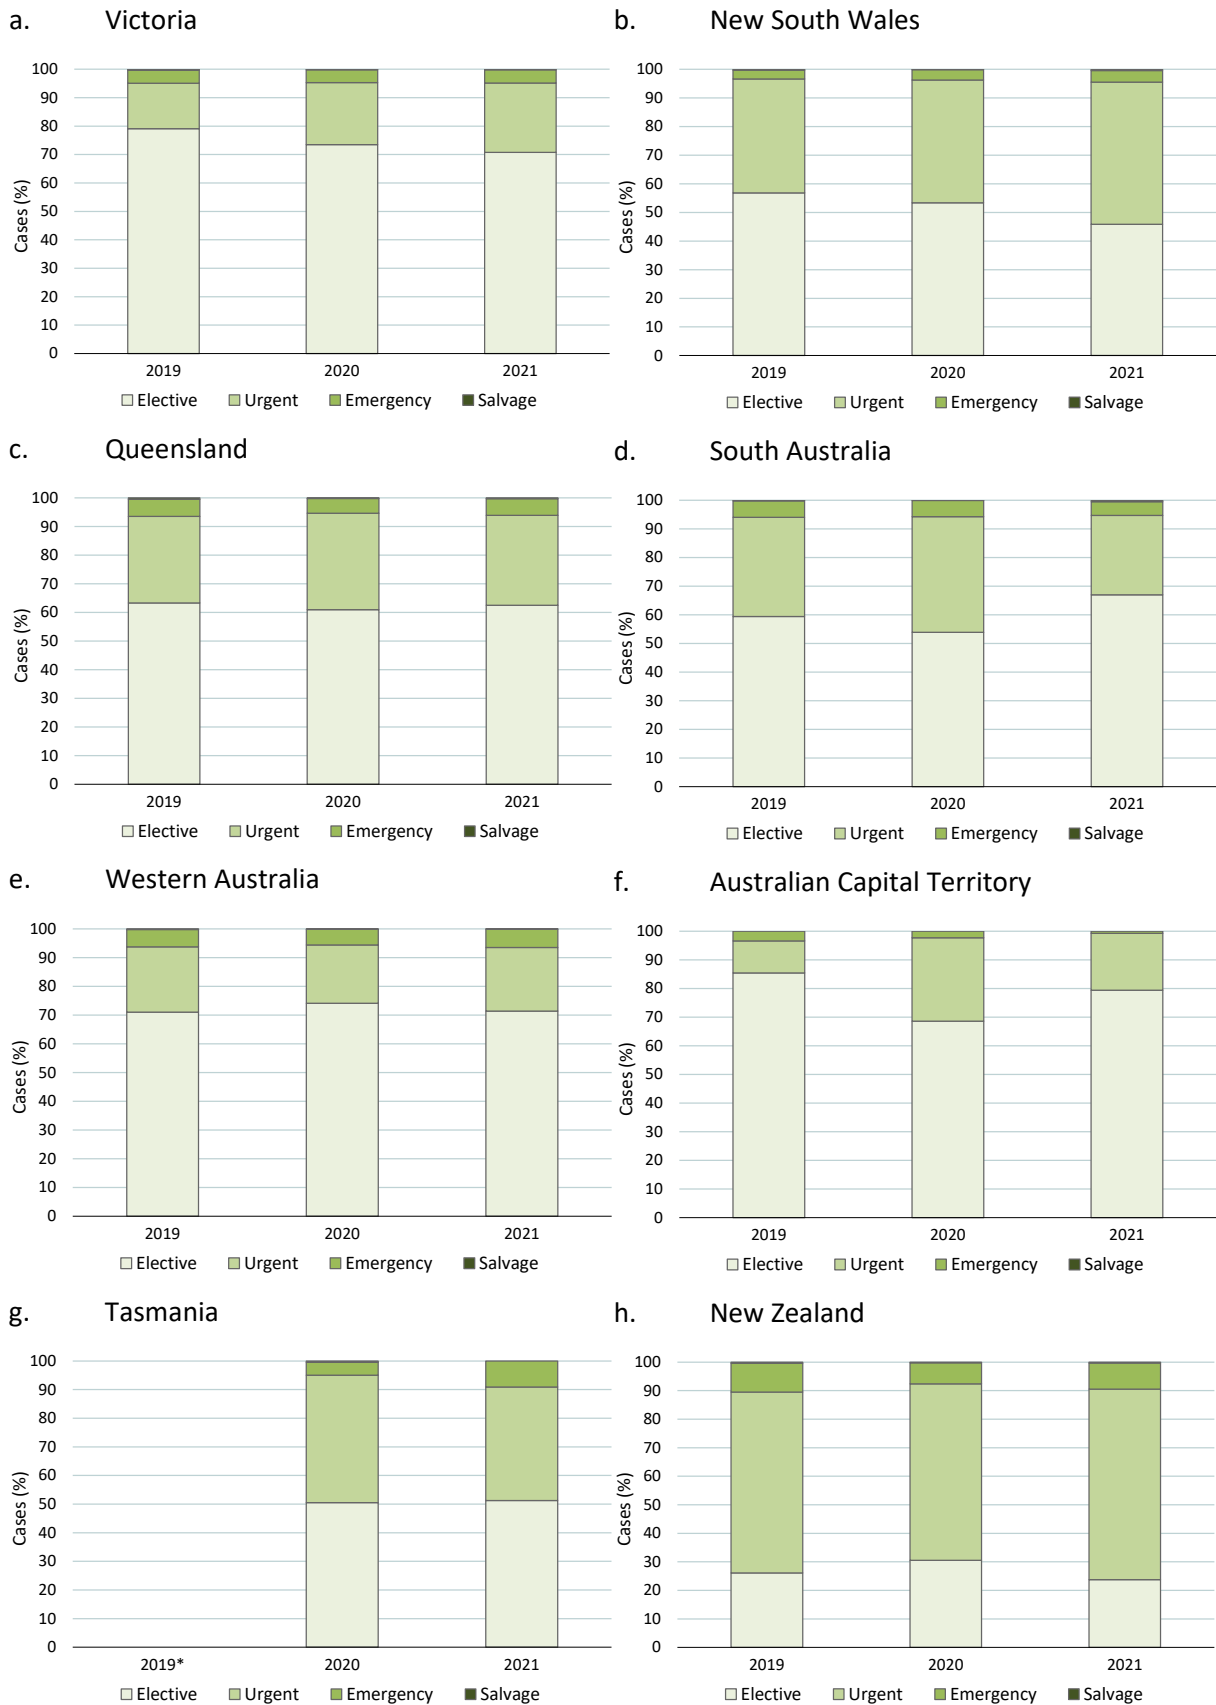 a. Victoria
Cases (%)
100
90
80
70
60
50
40
30
20
10
0
2019 2020 2021
Elective Urgent Emergency Salvage
b. New South Wales
Cases (%)
100
90
80
70
60
50
40
30
20
10
0
2019 2020 2021
Elective Urgent Emergency Salvage
c. Queensland
Cases (%)
100
90
80
70
60
50
40
30
20
10
0
2019 2020 2021
Elective Urgent Emergency Salvage
d. South Australia
Cases (%)
100
90
80
70
60
50
40
30
20
10
0
2019 2020 2021
Elective Urgent Emergency Salvage
e. Western Australia
Cases (%)
100
90
80
70
60
50
40
30
20
10
0
2019 2020 2021
Elective Urgent Emergency Salvage
f. Australian Capital Territory
Cases (%)
100
90
80
70
60
50
40
30
20
10
0
2019 2020 2021
Elective Urgent Emergency Salvage
g. Tasmania
Cases (%)
100
90
80
70
60
50
40
30
20
10
0
2019* 2020 2021
Elective Urgent Emergency Salvage
h. New Zealand
Cases (%)
100
90
80
70
60
50
40
30
20
10
0
2019 2020 2021
Elective Urgent Emergency Salvage